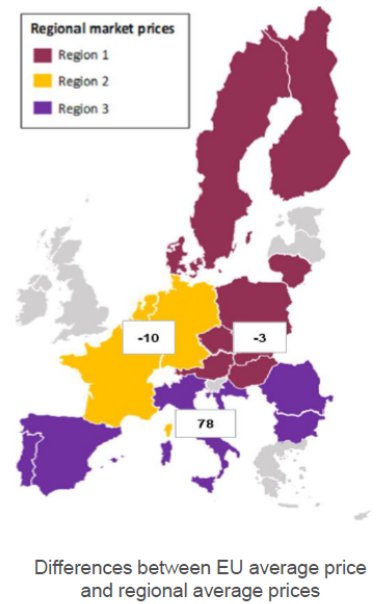 Regional market prices
Region 1
Region 2
Region 3
-10
-3
78
Differences between EU average price
and regional average prices